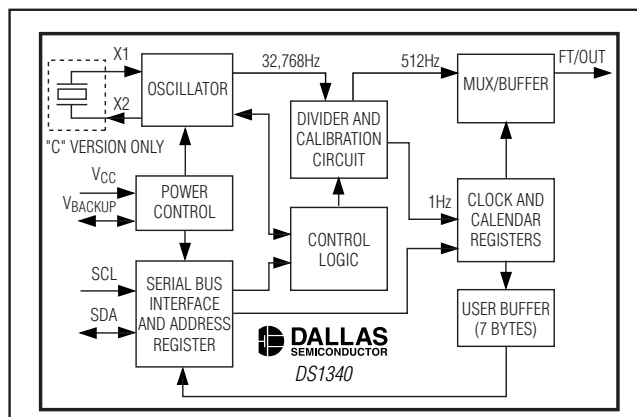 X1
X2
"C" VERSION ONLY
OSCILLATOR
32,768Hz
512Hz
MUX/BUFFER
FT/OUT
DIVIDER AND
CALIBRATION
CIRCUIT
VCC
VBACKUP
POWER
CONTROL
1Hz
CLOCK AND
CALENDAR
REGISTERS
CONTROL
LOGIC
SCL
SDA
SERIAL BUS
INTERFACE
AND ADDRESS
REGISTER
USER BUFFER
(7 BYTES)
DALLAS
SEMICONDUCTOR
DS1340